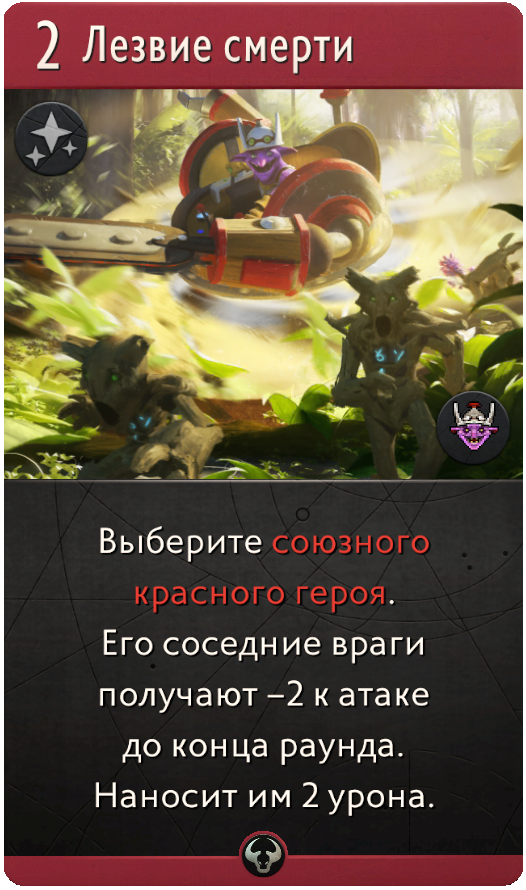 2 Лезвие смерти
Выберите союзного
красного героя.
Его соседние враги
получают –2 к атаке
до конца раунда.
Наносит им 2 урона.